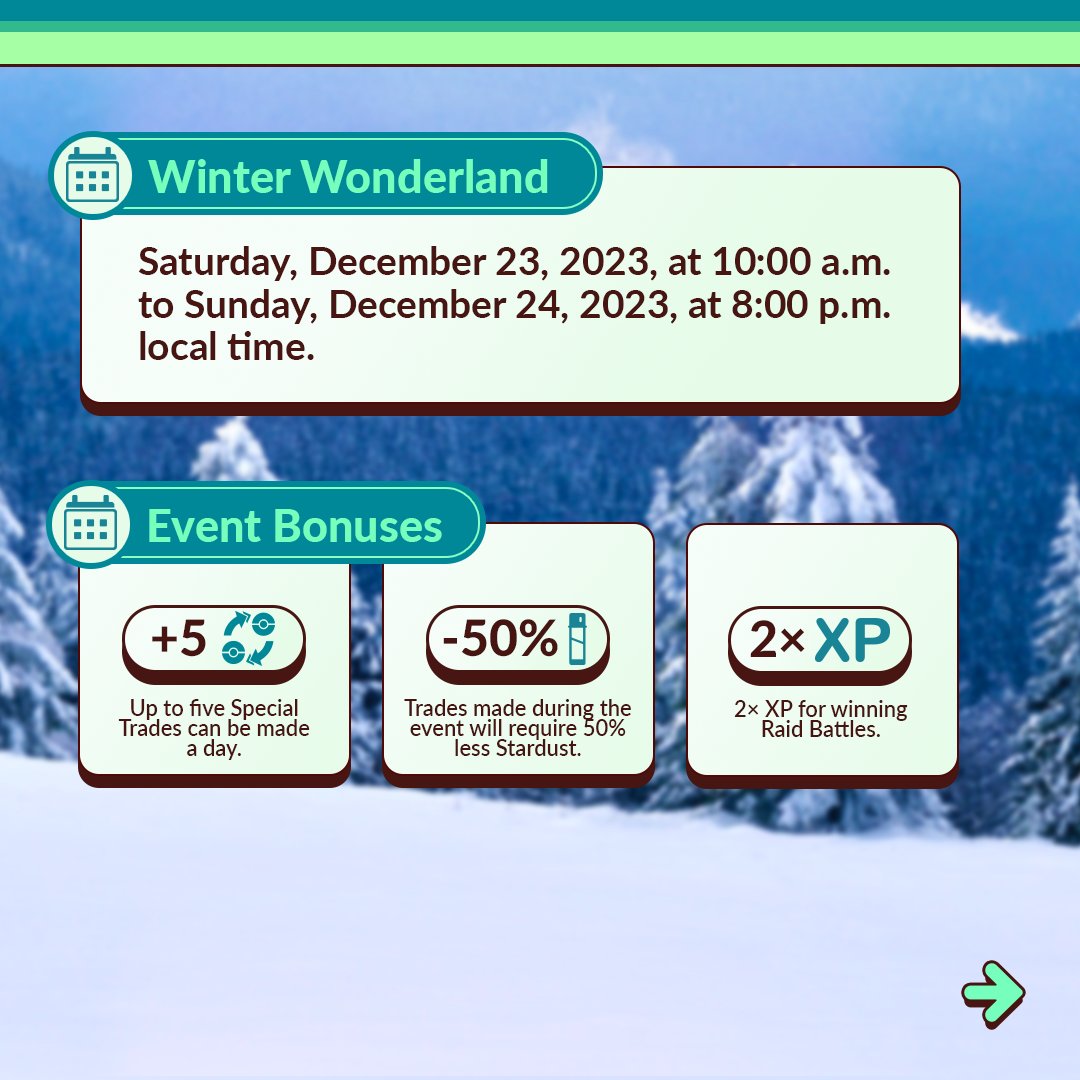 Winter Wonderland
Saturday, December 23, 2023, at 10:00 a.m.
to Sunday, December 24, 2023, at 8:00 p.m.
local time.
Event Bonuses
+5
Up to five Special
Trades can be made
a day.
-50%
Trades made during the
event will require 50%
less Stardust.
2× XP
2× XP for winning
Raid Battles.